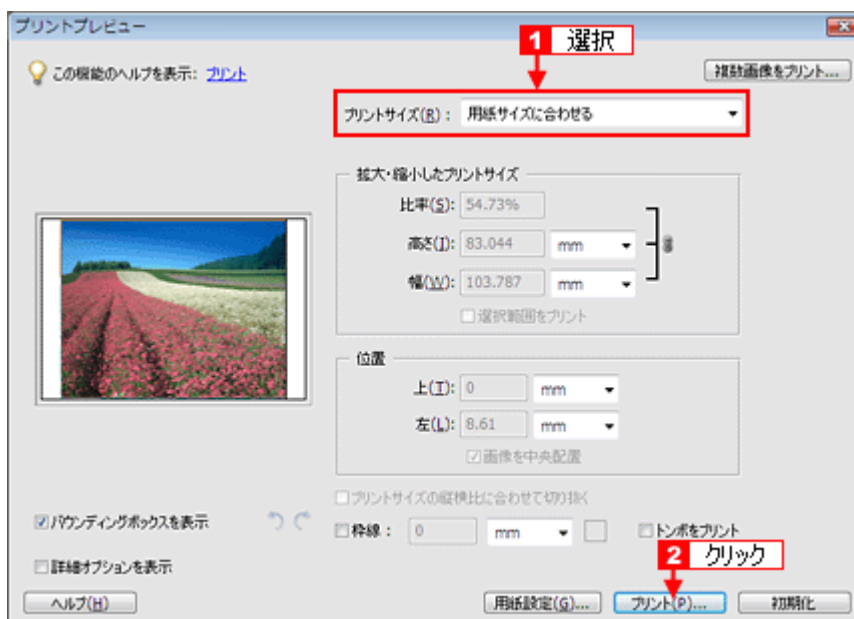 プリントプレビュー
1 選択
この機能のヘルプを表示: プリント
複数画像をプリント...
プリントサイズ(R): 用紙サイズに合わせる
拡大・縮小したプリントサイズ
比率(S): 54.73%
高さ(I): 83.044 mm
幅(W): 103.787 mm
選択範囲をプリント
位置
上(T): 0 mm
左(L): 8.61 mm
画像を中央配置
プリントサイズの縦横比に合わせて切り抜く
バウンディングボックスを表示
枠線: 0 mm
トンボをプリント
2 クリック
詳細オプションを表示
ヘルプ(H)
用紙設定(G)...
プリント(P)...
初期化